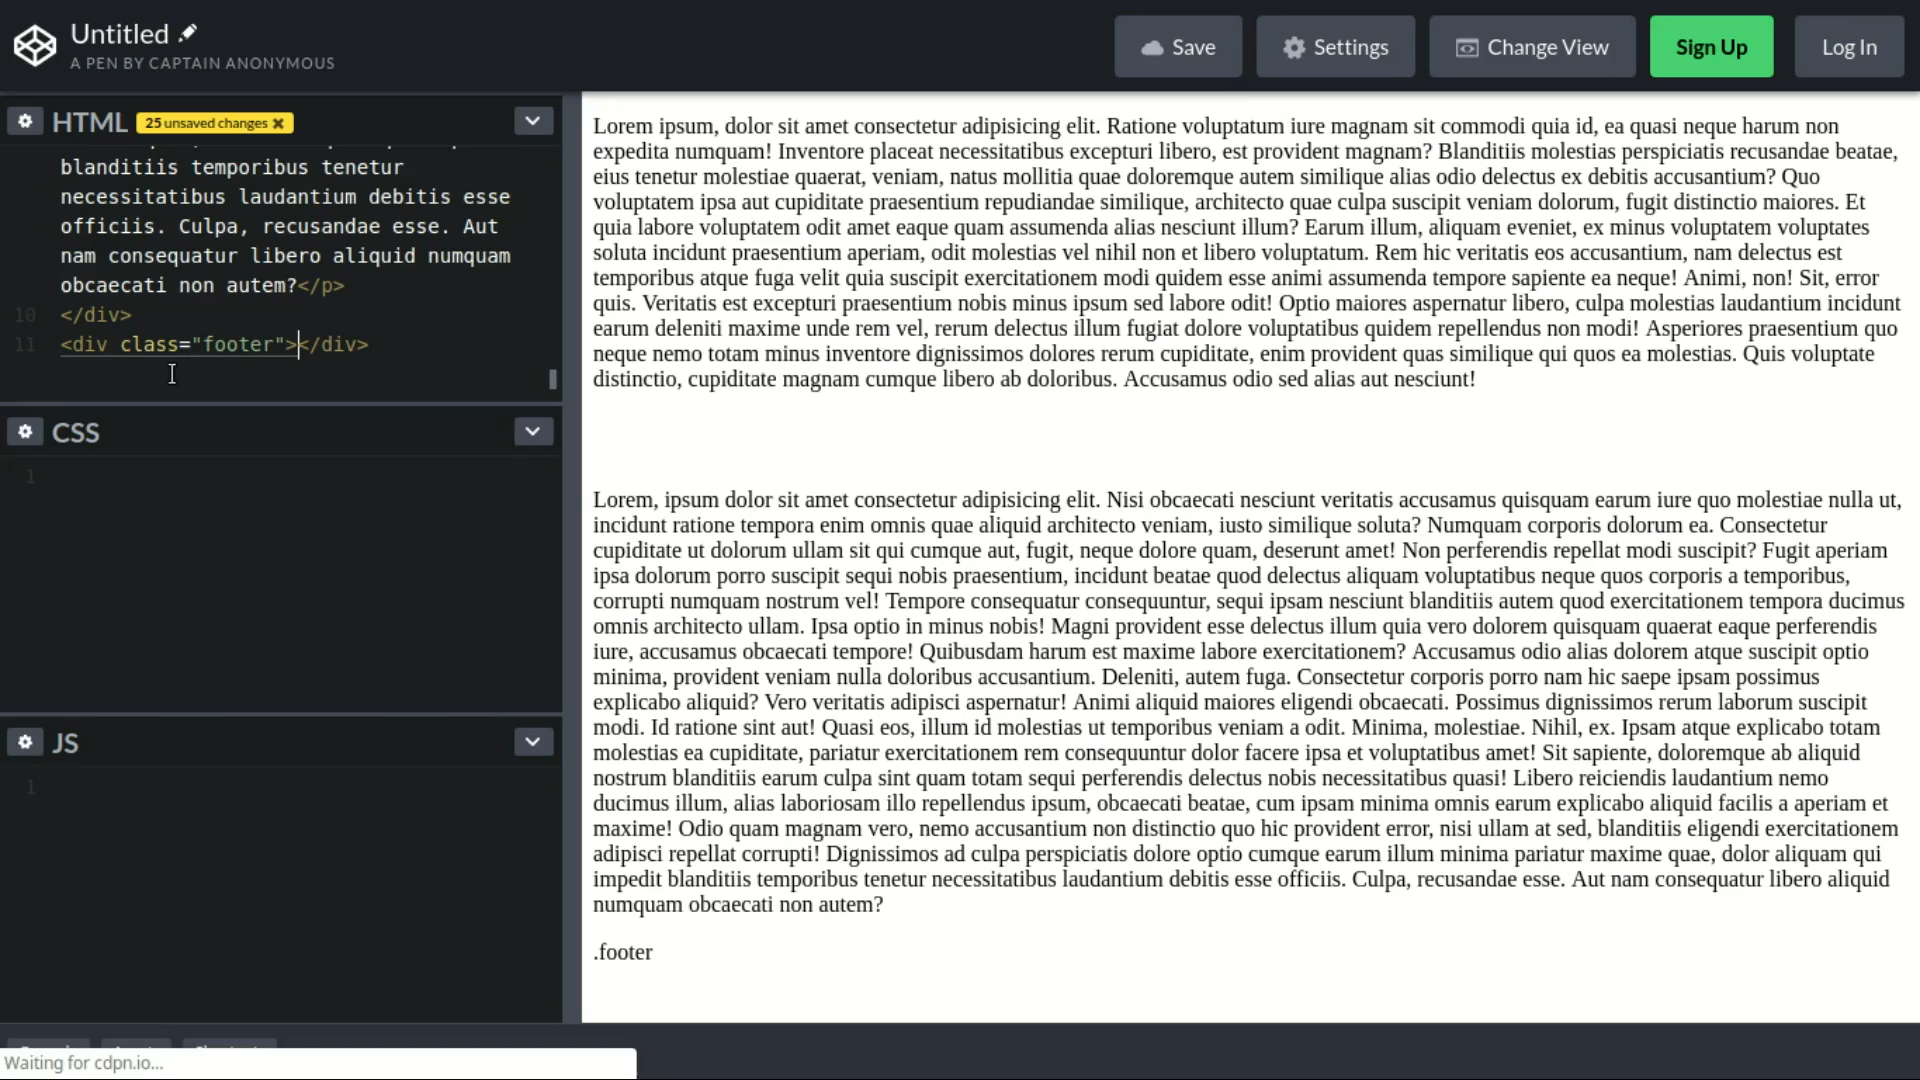 Untitled
A PEN BY CAPTAIN ANONYMOUS
Save
Settings
Change View
Sign Up
Log In
HTML
25 unsaved changes ×
blanditiis temporibus tenetur
necessitatibus laudantium debitis esse
officiis. Culpa, recusandae esse. Aut
nam consequatur libero aliquid numquam
obcaecati non autem?</p>
10 </div>
11 <div class="footer"></div>
CSS
1
JS
1
Lorem ipsum, dolor sit amet consectetur adipisicing elit. Ratione voluptatum iure magnam sit commodi quia id, ea quasi neque harum non
expedita numquam! Inventore placeat necessitatibus excepturi libero, est provident magnam? Blanditiis molestias perspiciatis recusandae beatae,
eius tenetur molestiae quaerat, veniam, natus mollitia quae doloremque autem similique alias odio delectus ex debitis accusantium? Quo
voluptatem ipsa aut cupiditate praesentium repudiandae similique, architecto quae culpa suscipit veniam dolorum, fugit distinctio maiores. Et
quia labore voluptatem odit amet eaque quam assumenda alias nesciunt illum? Earum illum, aliquam eveniet, ex minus voluptatem voluptates
soluta incidunt praesentium aperiam, odit molestias vel nihil non et libero voluptatum. Rem hic veritatis eos accusantium, nam delectus est
temporibus atque fuga velit quia suscipit exercitationem modi quidem esse animi assumenda tempore sapiente ea neque! Animi, non! Sit, error
quis. Veritatis est excepturi praesentium nobis minus ipsum sed labore odit! Optio maiores aspernatur libero, culpa molestias laudantium incidunt
earum deleniti maxime unde rem vel, rerum delectus illum fugiat dolore voluptatibus quidem repellendus non modi! Asperiores praesentium quo
neque nemo totam minus inventore dignissimos dolores rerum cupiditate, enim provident quas similique qui quos ea molestias. Quis voluptate
distinctio, cupiditate magnam cumque libero ab doloribus. Accusamus odio sed alias aut nesciunt!
Lorem, ipsum dolor sit amet consectetur adipisicing elit. Nisi obcaecati nesciunt veritatis accusamus quisquam earum iure quo molestiae nulla ut,
incidunt ratione tempora enim omnis quae aliquid architecto veniam, iusto similique soluta? Numquam corporis dolorum ea. Consectetur
cupiditate ut dolorum ullam sit qui cumque aut, fugit, neque dolore quam, deserunt amet! Non perferendis repellat modi suscipit? Fugit aperiam
ipsa dolorum porro suscipit sequi nobis praesentium, incidunt beatae quod delectus aliquam voluptatibus neque quos corporis a temporibus,
corrupti numquam nostrum vel! Tempore consequatur consequuntur, sequi ipsam nesciunt blanditiis autem quod exercitationem tempora ducimus
omnis architecto ullam. Ipsa optio in minus nobis! Magni provident esse delectus illum quia vero dolorem quisquam quaerat eaque perferendis
iure, accusamus obcaecati tempore! Quibusdam harum est maxime labore exercitationem? Accusamus odio alias dolorem atque suscipit optio
minima, provident veniam nulla doloribus accusantium. Deleniti, autem fuga. Consectetur corporis porro nam hic saepe ipsam possimus
explicabo aliquid? Vero veritatis adipisci aspernatur! Animi aliquid maiores eligendi obcaecati. Possimus dignissimos rerum laborum suscipit
modi. Id ratione sint aut! Quasi eos, illum id molestias ut temporibus veniam a odit. Minima, molestiae. Nihil, ex. Ipsam atque explicabo totam
molestias ea cupiditate, pariatur exercitationem rem consequuntur dolor facere ipsa et voluptatibus amet! Sit sapiente, doloremque ab aliquid
nostrum blanditiis earum culpa sint quam totam sequi perferendis delectus nobis necessitatibus quasi! Libero reiciendis laudantium nemo
ducimus illum, alias laboriosam illo repellendus ipsum, obcaecati beatae, cum ipsam minima omnis earum explicabo aliquid facilis a aperiam et
maxime! Odio quam magnam vero, nemo accusantium non distinctio quo hic provident error, nisi ullam at sed, blanditiis eligendi exercitationem
adipisci repellat corrupti! Dignissimos ad culpa perspiciatis dolore optio cumque earum illum minima pariatur maxime quae, dolor aliquam qui
impedit blanditiis temporibus tenetur necessitatibus laudantium debitis esse officiis. Culpa, recusandae esse. Aut nam consequatur libero aliquid
numquam obcaecati non autem?
.footer
Waiting for cdpn.io...